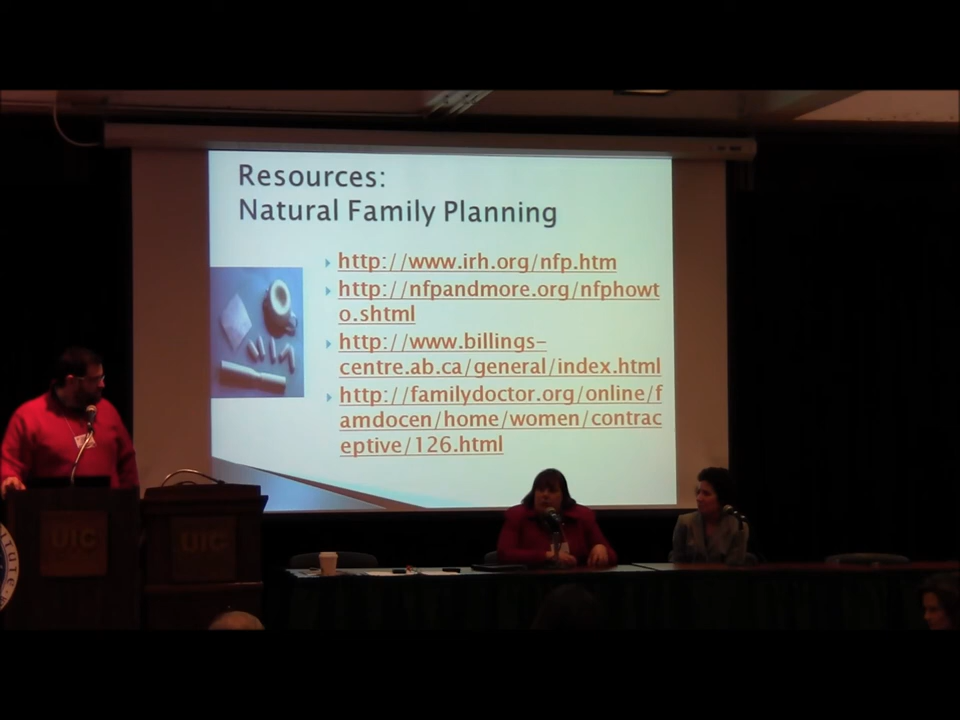 Resources:
Natural Family Planning
http://www.irh.org/nfp.htm
http://nfpandmore.org/nfphowt
o.shtml
http://www.billings-
centre.ab.ca/general/index.html
http://familydoctor.org/online/f
amdocen/home/women/contrac
eptive/126.html
UIC
UIC